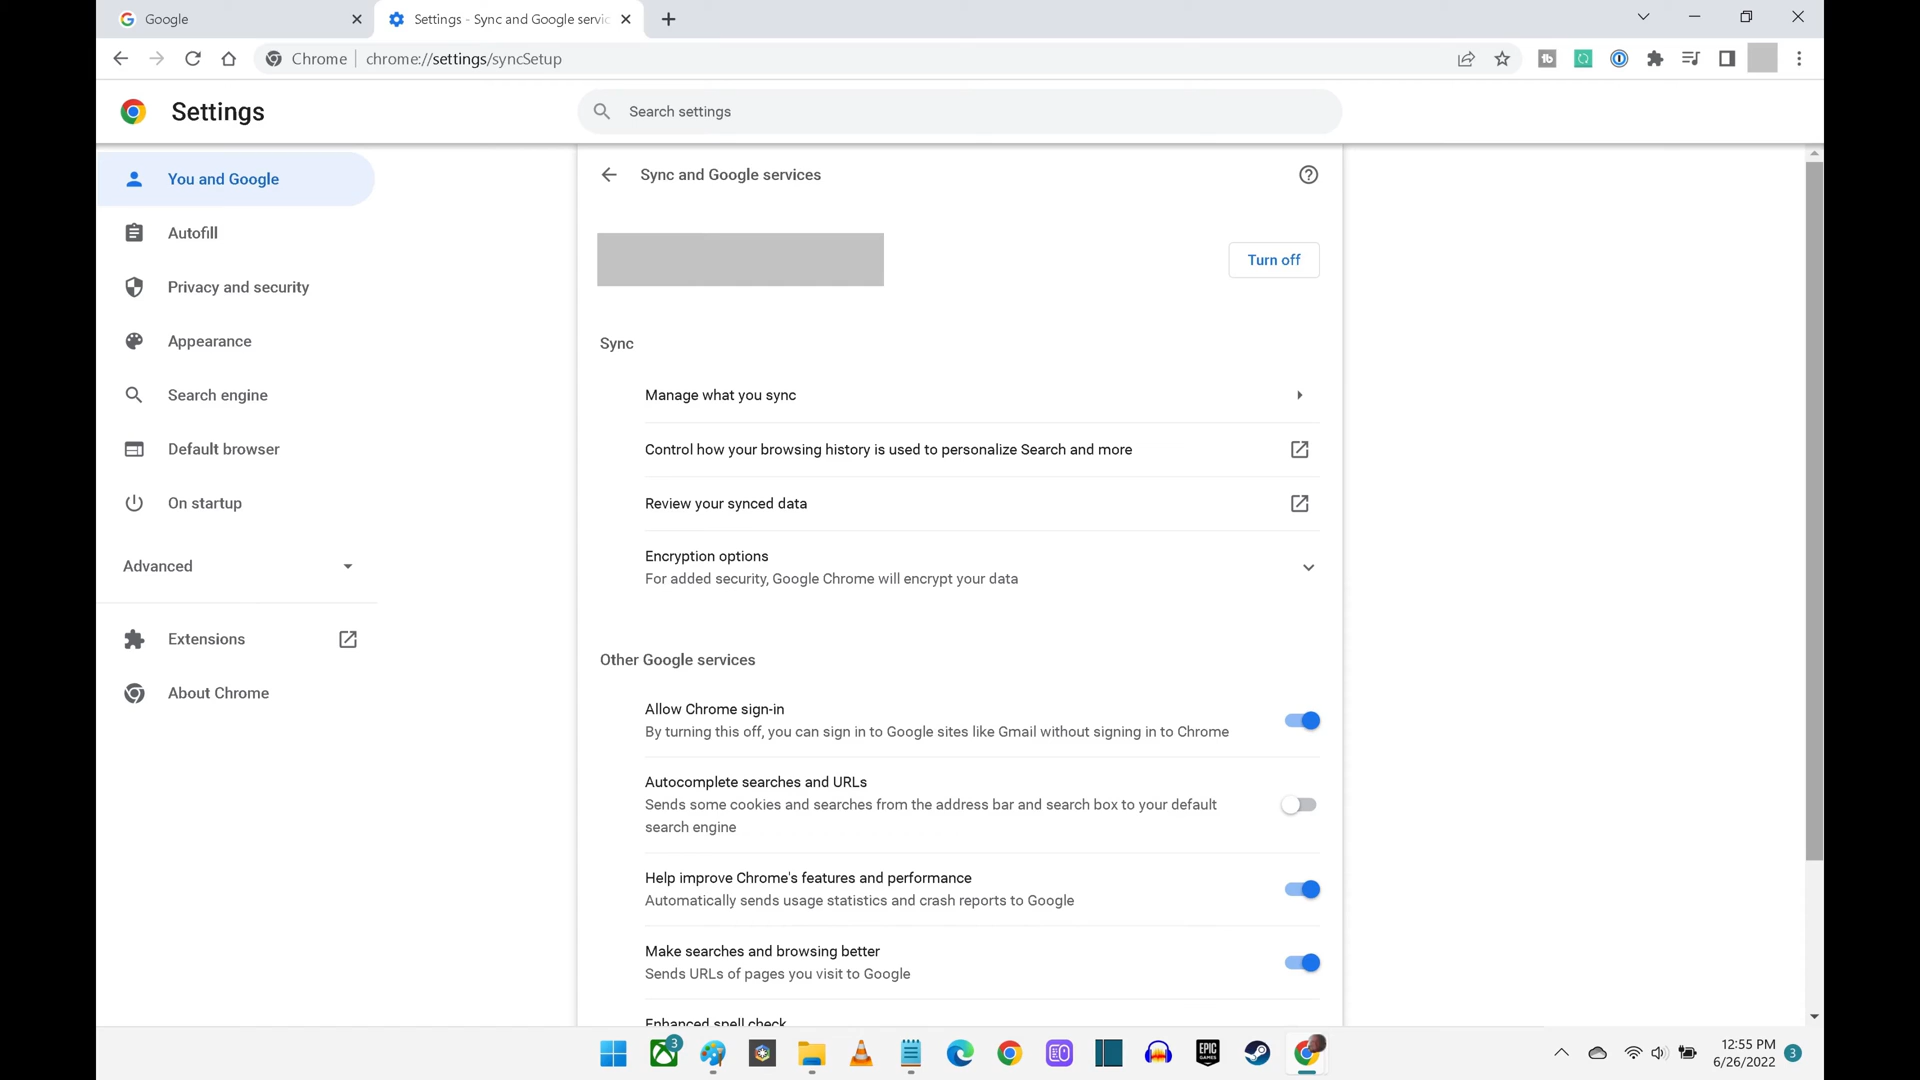 Google
Settings - Sync and Google servic
Chrome
chrome://settings/syncSetup
Settings
Search settings
You and Google
Autofill
Privacy and security
Appearance
Search engine
Default browser
On startup
Advanced
Extensions
About Chrome
Sync and Google services
Turn off
Sync
Manage what you sync
Control how your browsing history is used to personalize Search and more
Review your synced data
Encryption options
For added security, Google Chrome will encrypt your data
Other Google services
Allow Chrome sign-in
By turning this off, you can sign in to Google sites like Gmail without signing in to Chrome
Autocomplete searches and URLs
Sends some cookies and searches from the address bar and search box to your default
search engine
Help improve Chrome's features and performance
Automatically sends usage statistics and crash reports to Google
Make searches and browsing better
Sends URLs of pages you visit to Google
Enhanced spell check
3
EPIC
GAMES
12:55 PM
6/26/2022
3